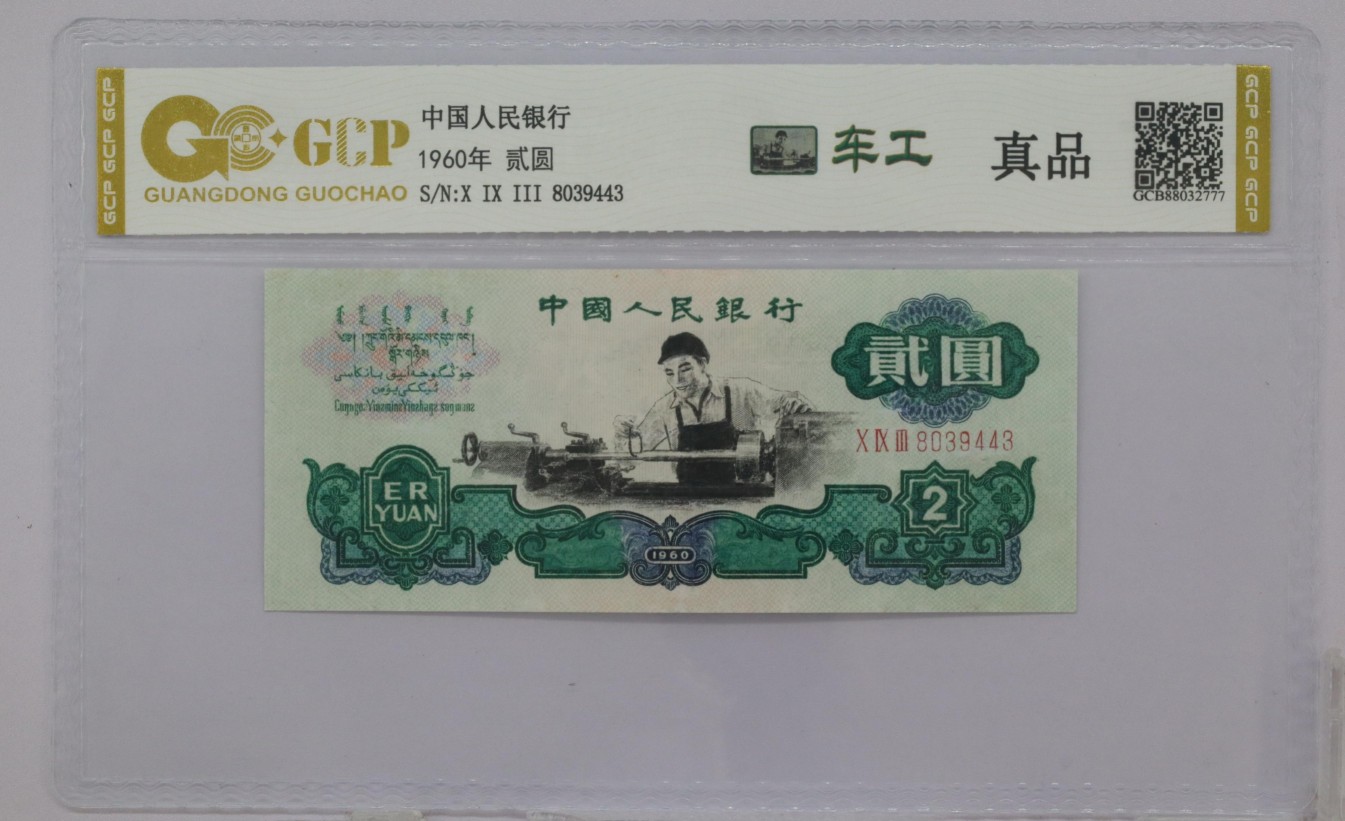 GCP GCP GCP
GCP
GUANGDONG GUOCHAO
中国人民银行
1960年 贰圆
S/N:X IX III 8039443
车工
真品
GCB88032777
GCP GCP GCP
中國人民銀行
貳圓
X IX III 8039443
ER
YUAN
2
1960